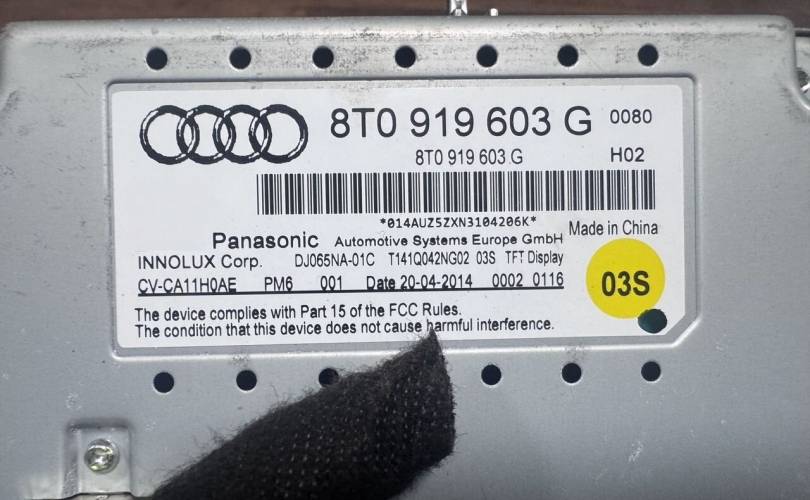 8T0 919 603 G 0080
8T0 919 603 G H02
*014AUZ5ZXN3104206K*
Made in China
Panasonic Automotive Systems Europe GmbH
INNOLUX Corp. DJ065NA-01C T141Q042NG02 03S TFT Display
CV-CA11H0AE PM6 001 Date 20-04-2014 0002 0116
03S
The device complies with Part 15 of the FCC Rules.
The condition that this device does not cause harmful interference.